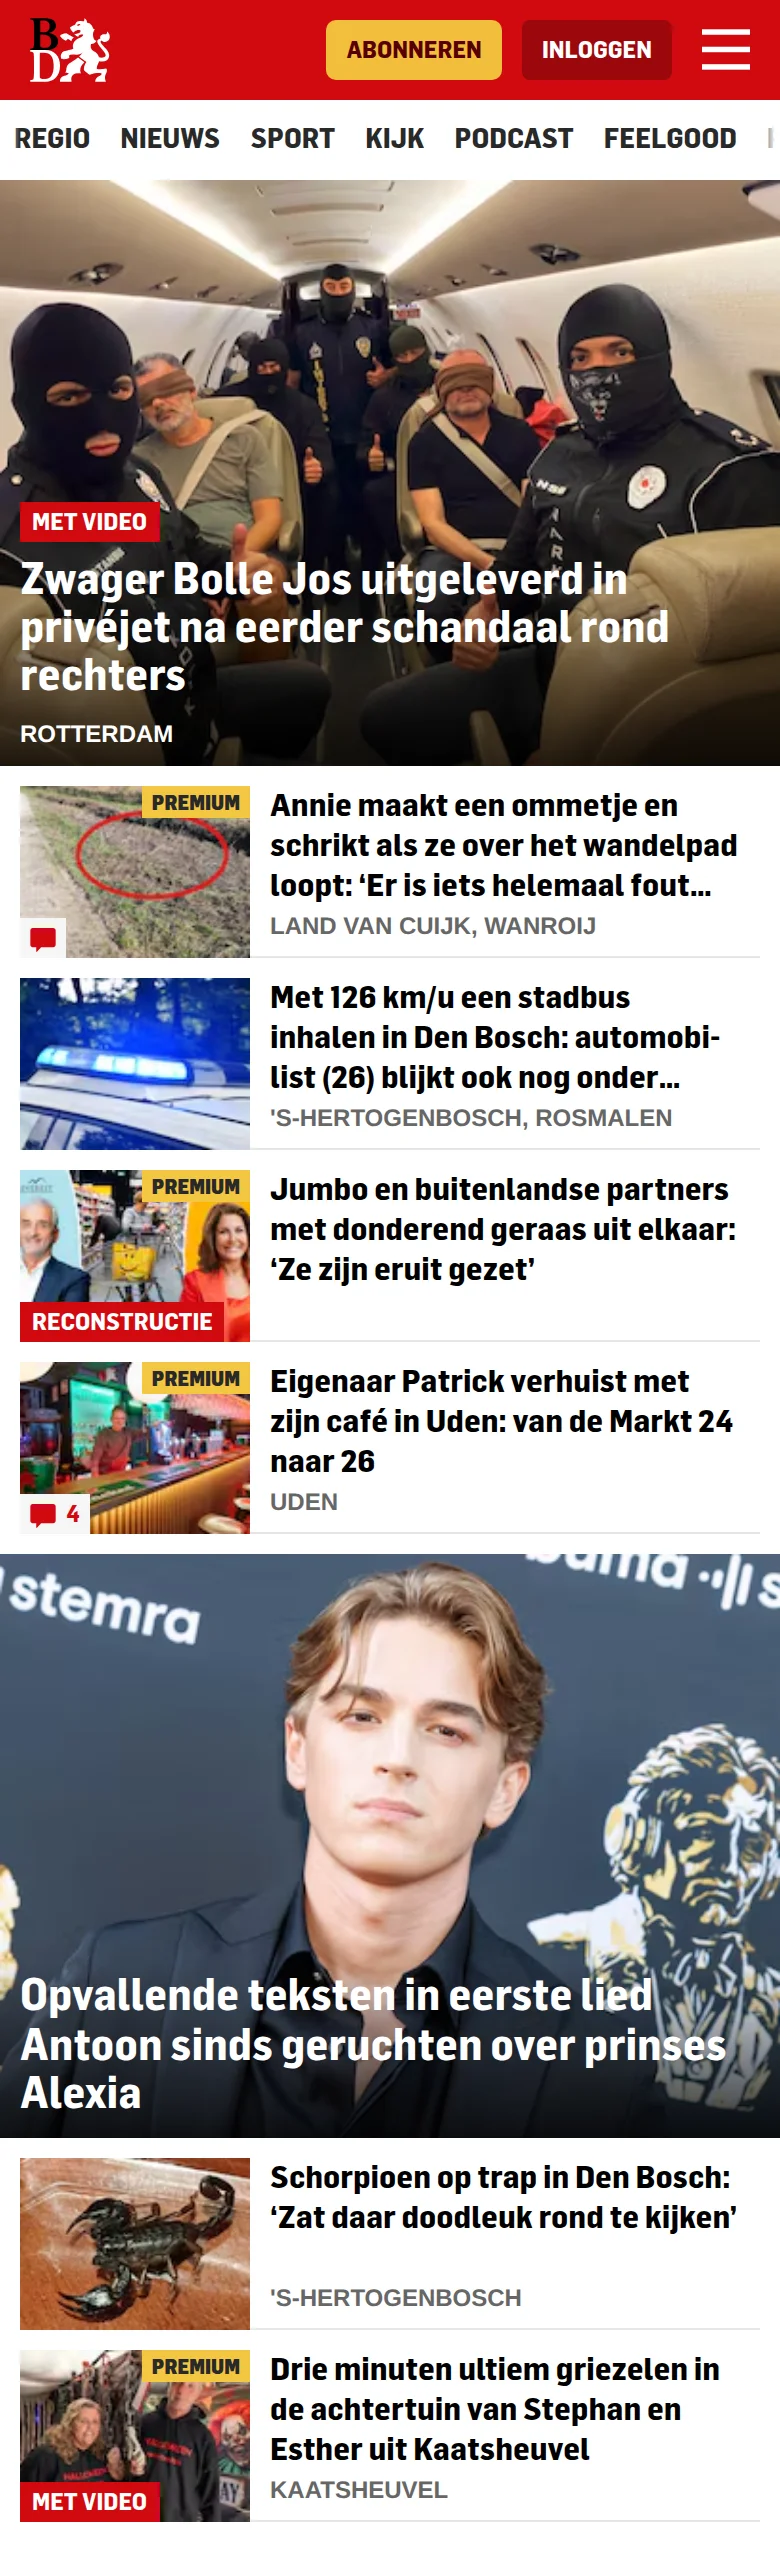 B
D
ABONNEREN
INLOGGEN
REGIO NIEUWS SPORT KIJK PODCAST FEELGOOD
MET VIDEO
Zwager Bolle Jos uitgeleverd in
privéjet na eerder schandaal rond
rechters
ROTTERDAM
PREMIUM
Annie maakt een ommetje en
schrikt als ze over het wandelpad
loopt: ‘Er is iets helemaal fout...
LAND VAN CUIJK, WANROIJ
Met 126 km/u een stadbus
inhalen in Den Bosch: automobi-
list (26) blijkt ook nog onder...
'S-HERTOGENBOSCH, ROSMALEN
PREMIUM
RECONSTRUCTIE
Jumbo en buitenlandse partners
met donderend geraas uit elkaar:
‘Ze zijn eruit gezet’
PREMIUM
4
Eigenaar Patrick verhuist met
zijn café in Uden: van de Markt 24
naar 26
UDEN
stemra
buma
Opvallende teksten in eerste lied
Antoon sinds geruchten over prinses
Alexia
Schorpioen op trap in Den Bosch:
‘Zat daar doodleuk rond te kijken’
'S-HERTOGENBOSCH
PREMIUM
MET VIDEO
Drie minuten ultiem griezelen in
de achtertuin van Stephan en
Esther uit Kaatsheuvel
KAATSHEUVEL